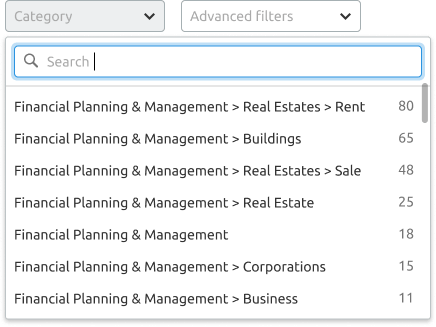 Category Advanced filters
Search
Financial Planning & Management > Real Estates > Rent 80
Financial Planning & Management > Buildings 65
Financial Planning & Management > Real Estates > Sale 48
Financial Planning & Management > Real Estate 25
Financial Planning & Management 18
Financial Planning & Management > Corporations 15
Financial Planning & Management > Business 11